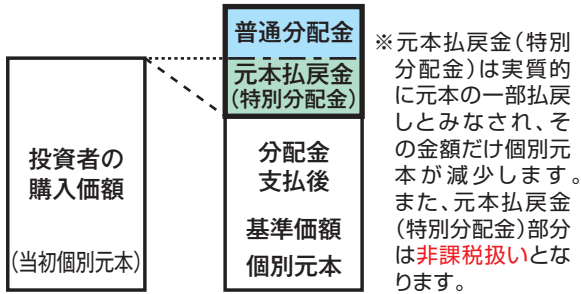 普通分配金
元本払戻金
(特別分配金)
投資者の
購入価額
(当初個別元本)
分配金
支払後
基準価額
個別元本
※元本払戻金(特別
分配金)は実質的
に元本の一部払戻
しとみなされ、そ
の金額だけ個別元
本が減少します。
また、元本払戻金
(特別分配金)部分
は非課税扱いとな
ります。